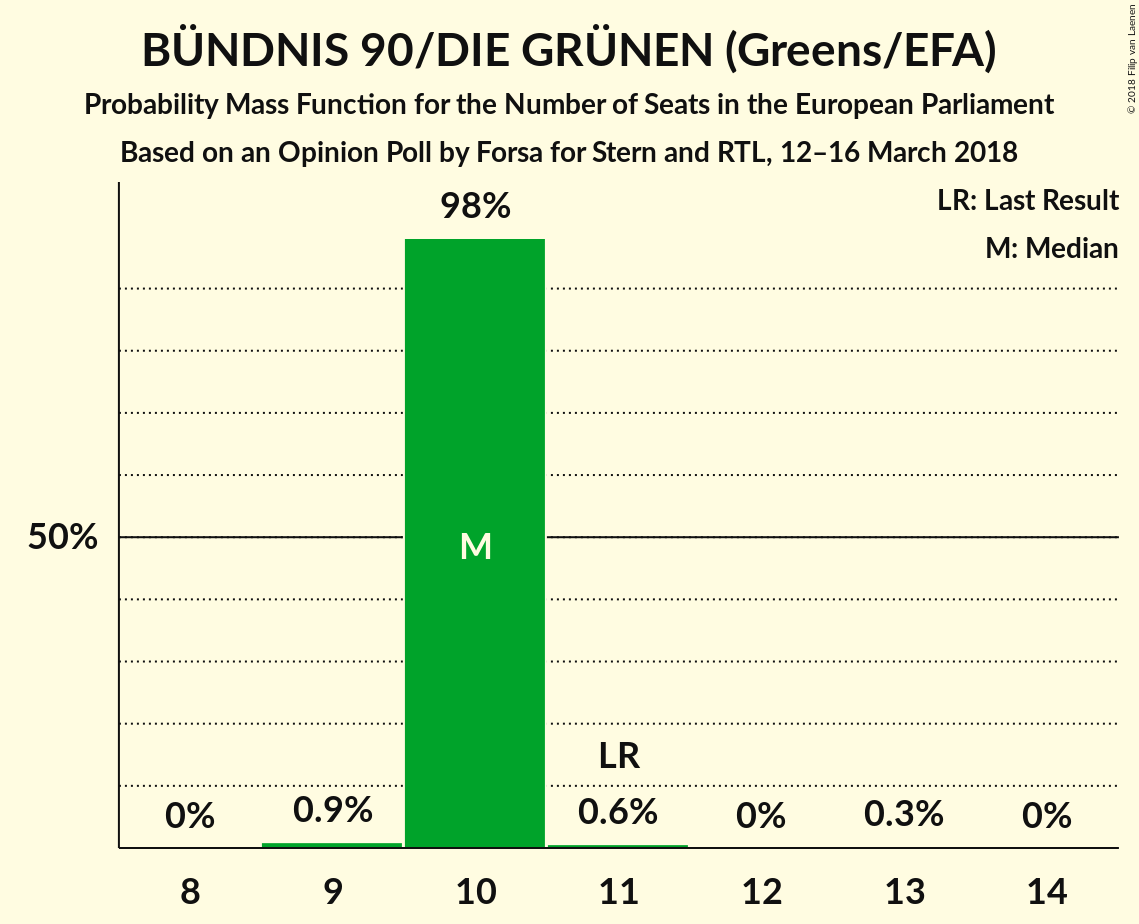 BÜNDNIS 90/DIE GRÜNEN (Greens/EFA)
Probability Mass Function for the Number of Seats in the European Parliament
Based on an Opinion Poll by Forsa for Stern and RTL, 12–16 March 2018
© 2018 Filip van Laenen
LR: Last Result
M: Median
98%
50%
M
LR
0% 0.9% 0.6% 0% 0.3% 0%
8 9 10 11 12 13 14